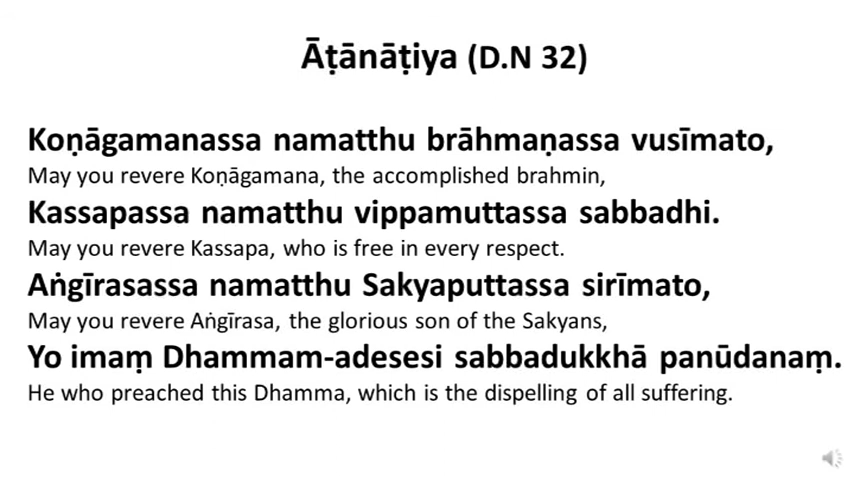 Āṭānāṭiya (D.N 32)
Koṇāgamanassa namatthu brāhmaṇassa vusīmato,
May you revere Koṇāgamana, the accomplished brahmin,
Kassapassa namatthu vippamuttassa sabbadhi.
May you revere Kassapa, who is free in every respect.
Aṅgīrasassa namatthu Sakyaputtassa sirīmato,
May you revere Aṅgīrasa, the glorious son of the Sakyans,
Yo imaṃ Dhammam-adesesi sabbadukkhā panūdanaṃ.
He who preached this Dhamma, which is the dispelling of all suffering.